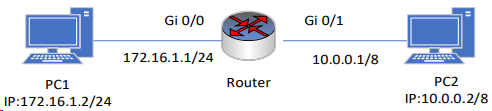 Gi 0/0 Gi 0/1
172.16.1.1/24 10.0.0.1/8
PC1 Router PC2
IP:172.16.1.2/24 IP:10.0.0.2/8